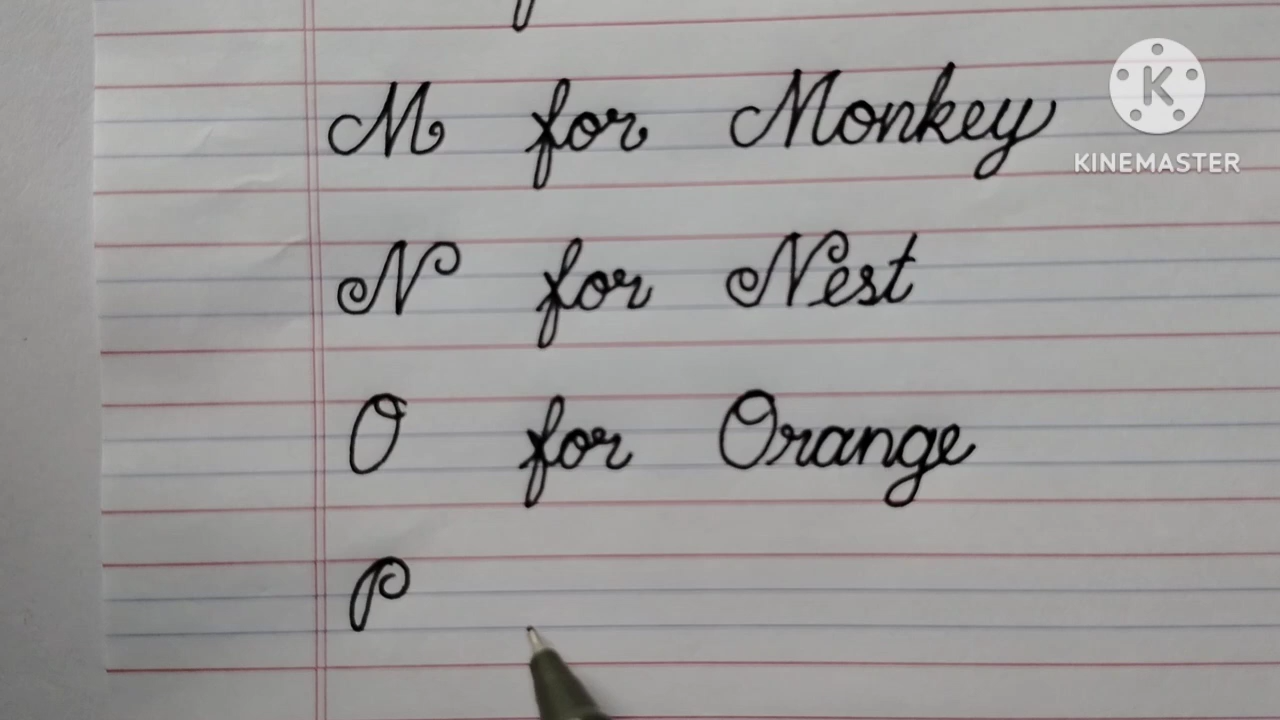 M for Monkey
K
KINEMASTER
N for Nest
O for Orange
P